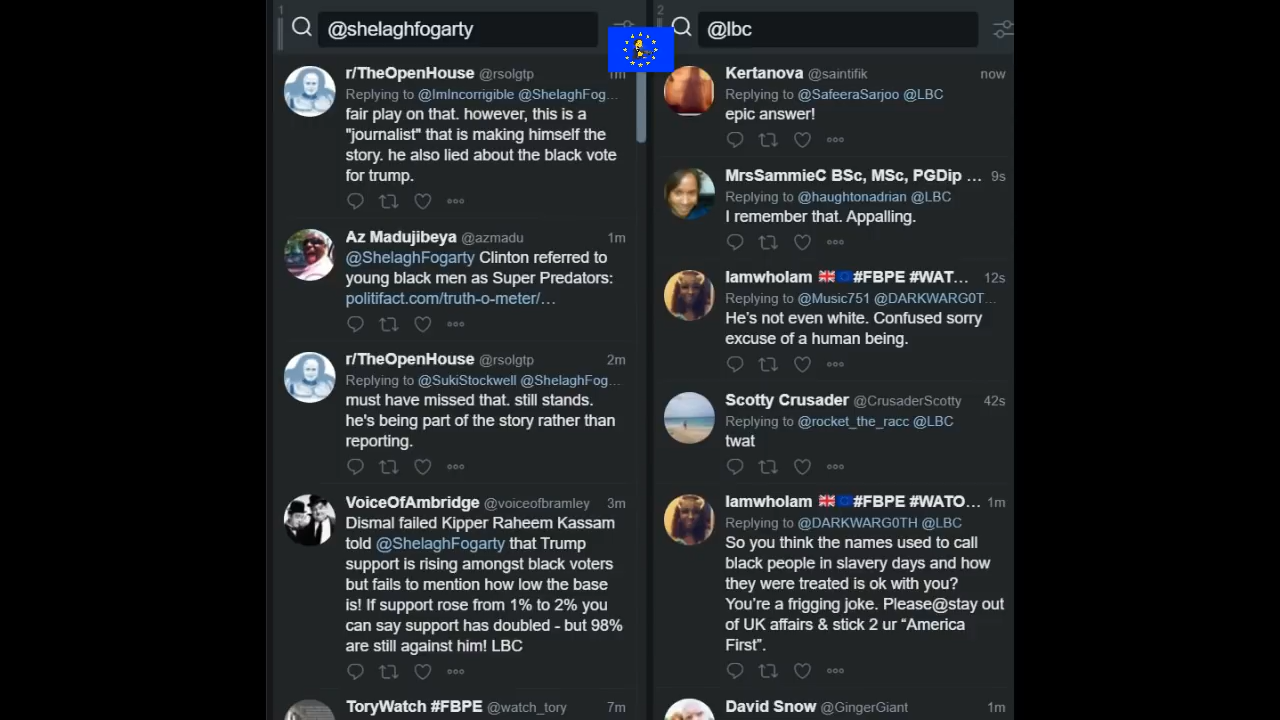 1
@shelaghfogarty
r/TheOpenHouse @rsolgtp 1m
Replying to @ImIncorrigible @ShelaghFog...
fair play on that. however, this is a
"journalist" that is making himself the
story. he also lied about the black vote
for trump.
Az Madujibeya @azmadu 1m
@ShelaghFogarty Clinton referred to
young black men as Super Predators:
politifact.com/truth-o-meter/…
r/TheOpenHouse @rsolgtp 2m
Replying to @SukiStockwell @ShelaghFog...
must have missed that. still stands.
he's being part of the story rather than
reporting.
VoiceOfAmbridge @voiceofbramley 3m
Dismal failed Kipper Raheem Kassam
told @ShelaghFogarty that Trump
support is rising amongst black voters
but fails to mention how low the base
is! If support rose from 1% to 2% you
can say support has doubled - but 98%
are still against him! LBC
ToryWatch #FBPE @watch_tory 7m
2
@lbc
Kertanova @saintifik now
Replying to @SafeeraSarjoo @LBC
epic answer!
MrsSammieC BSc, MSc, PGDip ... 9s
Replying to @haughtonadrian @LBC
I remember that. Appalling.
IamwhoIam 🇬🇧🇪🇺#FBPE #WAT... 12s
Replying to @Music751 @DARKWARG0T...
He's not even white. Confused sorry
excuse of a human being.
Scotty Crusader @CrusaderScotty 42s
Replying to @rocket_the_racc @LBC
twat
IamwhoIam 🇬🇧🇪🇺#FBPE #WATO... 1m
Replying to @DARKWARG0TH @LBC
So you think the names used to call
black people in slavery days and how
they were treated is ok with you?
You're a frigging joke. Please@stay out
of UK affairs & stick 2 ur “America
First”.
David Snow @GingerGiant 1m